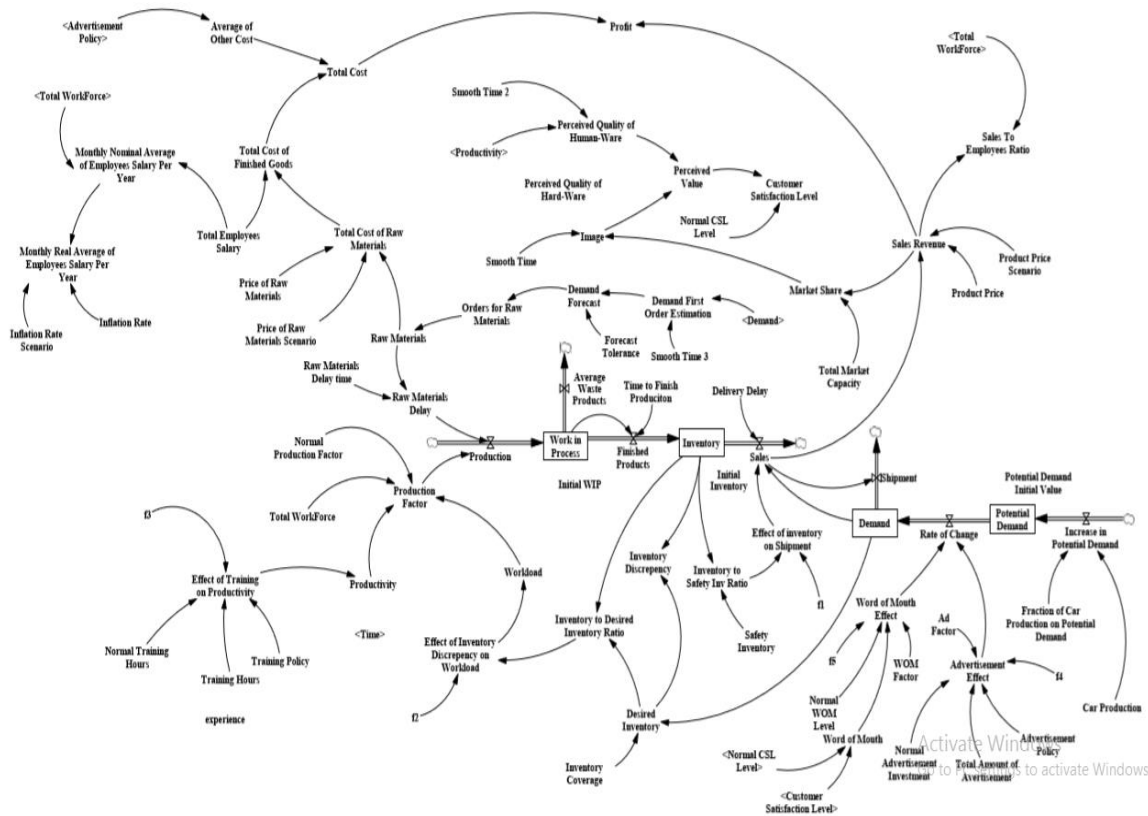 <Advertisement
Policy>
Average of
Other Cost
Profit
<Total
WorkForce>
Total Cost
<Total WorkForce>
Smooth Time 2
Perceived Quality of
Human-Ware
<Productivity>
Sales To
Employees Ratio
Monthly Nominal Average
of Employees Salary Per
Year
Total Cost of
Finished Goods
Perceived
Value
Customer
Satisfaction Level
Perceived Quality of
Hard-Ware
Normal CSL
Level
Total Employees
Salary
Total Cost of Raw
Materials
Image
Sales Revenue
Monthly Real Average of
Employees Salary Per
Year
Smooth Time
Product Price
Scenario
Price of Raw
Materials
Demand
Forecast
Market Share
Product Price
Orders for Raw
Materials
Demand First
Order Estimation
<Demand>
Inflation Rate
Scenario
Inflation Rate
Price of Raw
Materials Scenario
Raw Materials
Forecast
Tolerance
Smooth Time 3
Total Market
Capacity
Raw Materials
Delay time
Raw Materials
Delay
Average
Waste
Products
Time to Finish
Produciton
Delivery Delay
Normal
Production Factor
Production
Work in
Process
Finished
Products
Inventory
Sales
Initial WIP
Initial
Inventory
Shipment
Potential Demand
Initial Value
Production
Factor
Total WorkForce
f3
Demand
Rate of Change
Potential
Demand
Increase in
Potential Demand
Effect of inventory
on Shipment
Inventory
Discrepency
Inventory to
Safety Inv Ratio
Workload
Effect of Training
on Productivity
Productivity
f1
Word of Mouth
Effect
Ad
Factor
Fraction of Car
Production on Potential
Demand
Inventory to Desired
Inventory Ratio
<Time>
Effect of Inventory
Discrepency on
Workload
Safety
Inventory
Normal Training
Hours
Training Hours
Training Policy
f5
WOM
Factor
Advertisement
Effect
f4
Car Production
experience
f2
Desired
Inventory
Normal
WOM
Level
Word of Mouth
Inventory
Coverage
<Normal CSL
Level>
<Customer
Satisfaction Level>
Normal
Advertisement
Investment
Total Amount of
Avertisement
Advertisement
Policy
Activate Windows
Go to PC settings to activate Windows